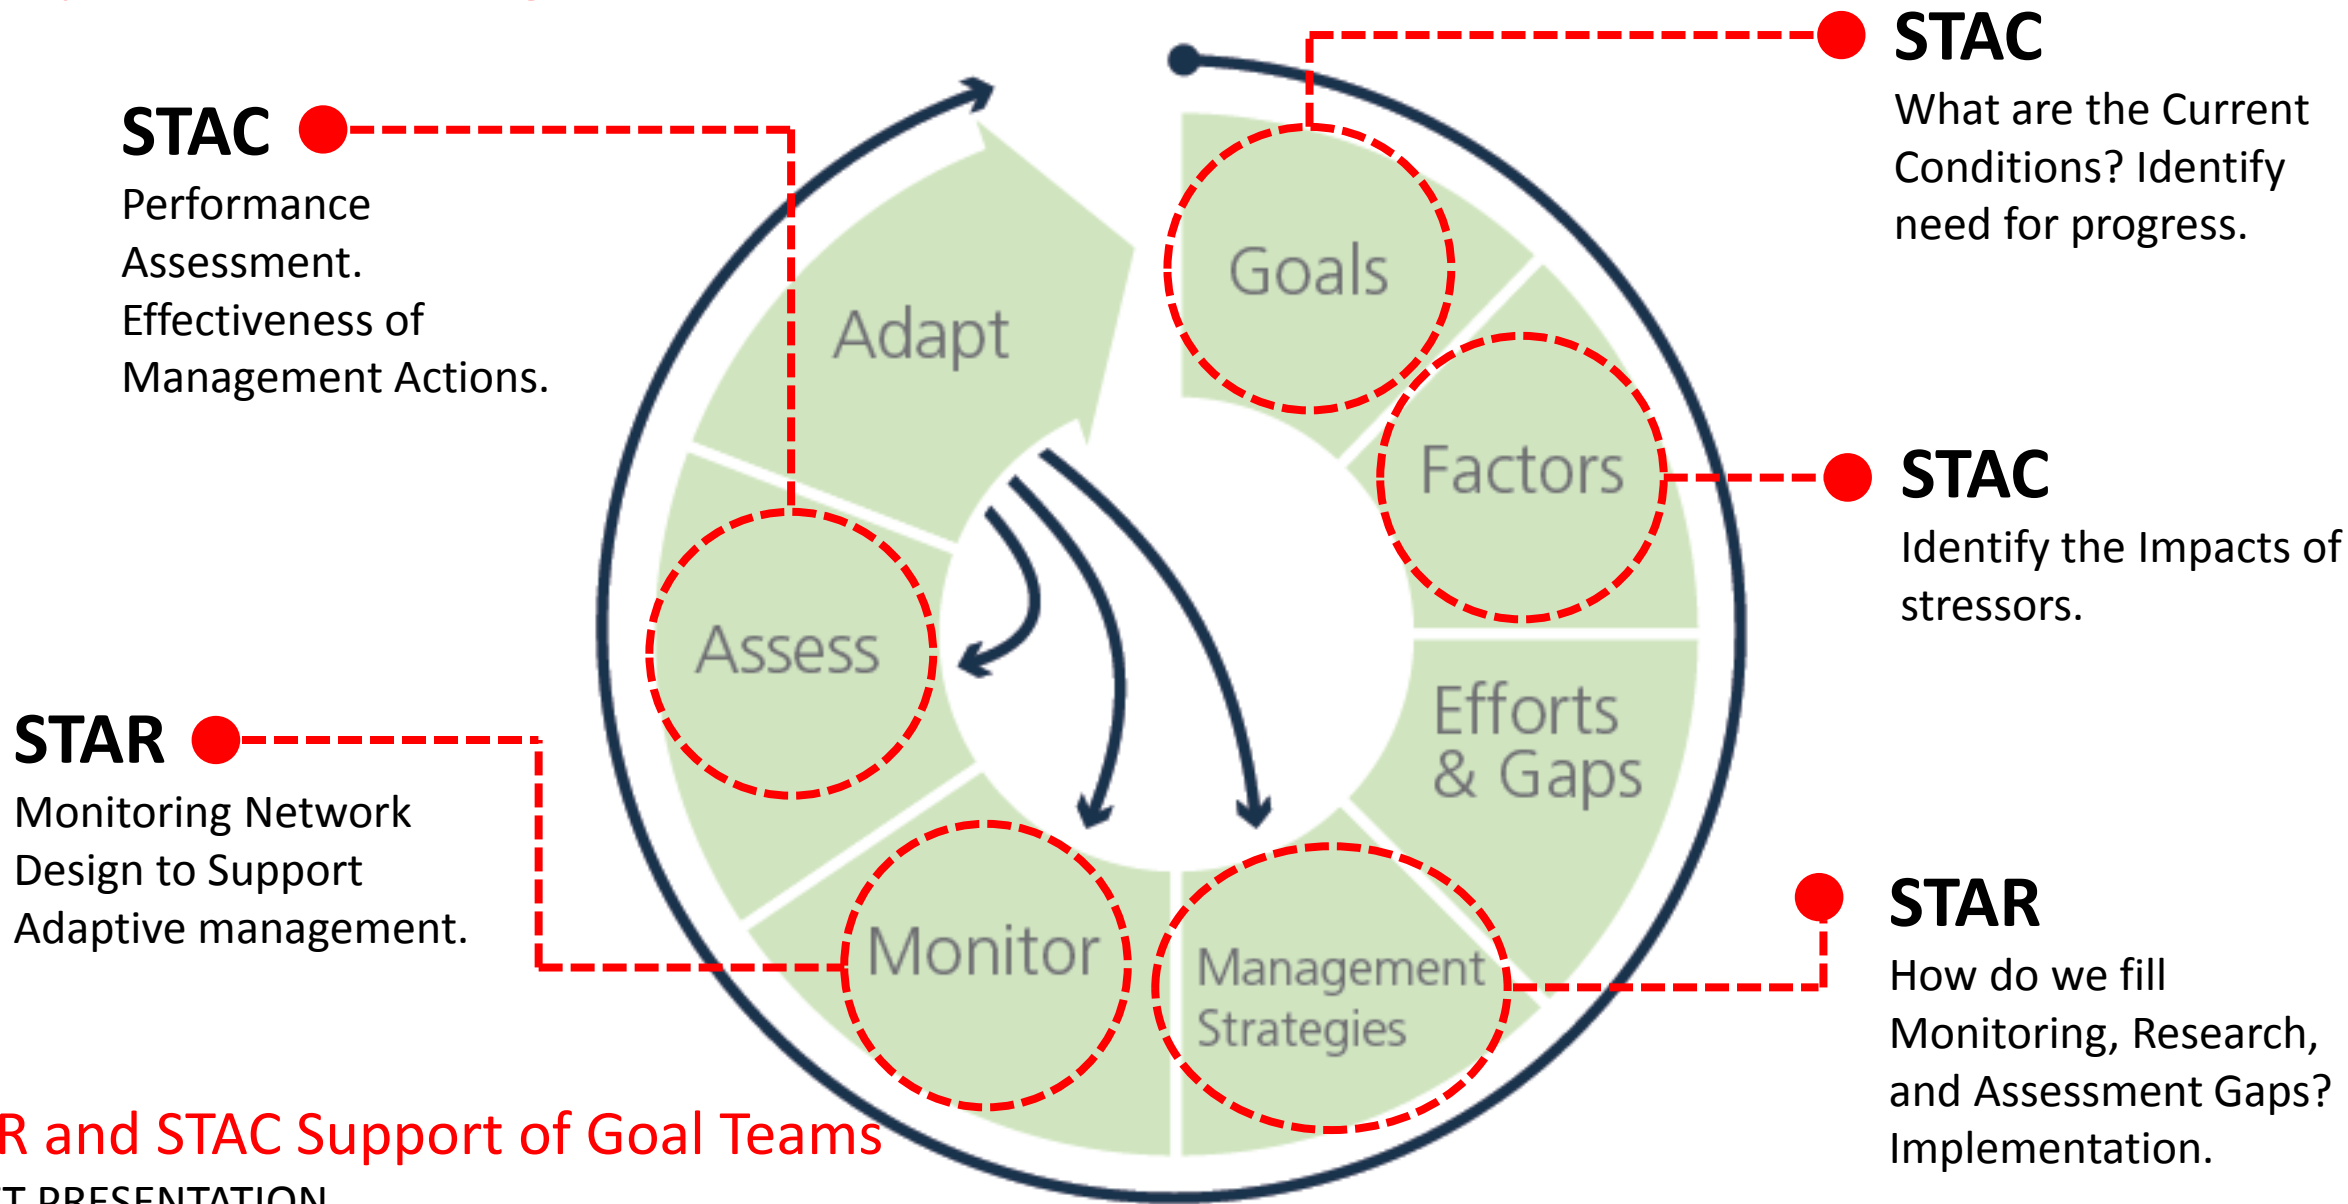 STAC
What are the Current
Conditions? Identify
need for progress.
STAC
Performance
Assessment.
Effectiveness of
Management Actions.
Goals
Adapt
Factors
STAC
Identify the Impacts of
stressors.
Assess
Efforts
& Gaps
STAR
Monitoring Network
Design to Support
Adaptive management.
Monitor
Management
Strategies
STAR
How do we fill
Monitoring, Research,
and Assessment Gaps?
Implementation.
R and STAC Support of Goal Teams
T PRESENTATION